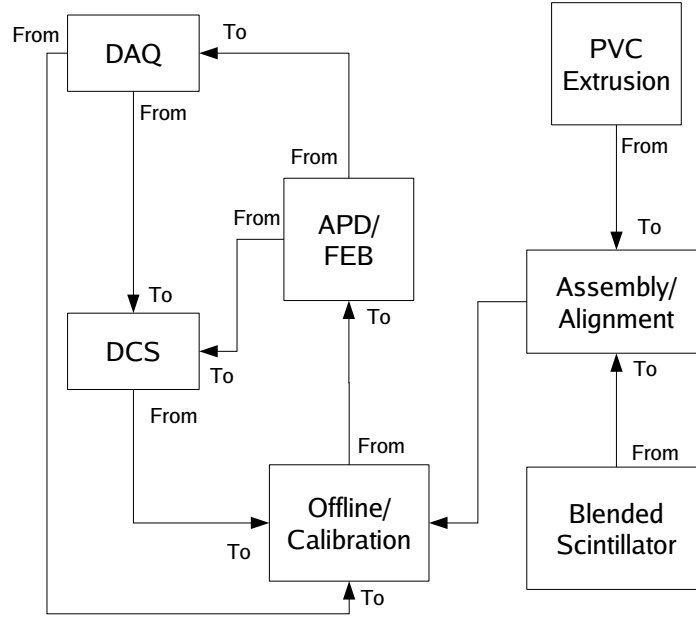 From
DAQ
To
PVC
Extrusion
From
From
From
From
APD/
FEB
To
Assembly/
Alignment
To
To
DCS
To
To
From
From
From
Offline/
Calibration
Blended
Scintillator
To
To